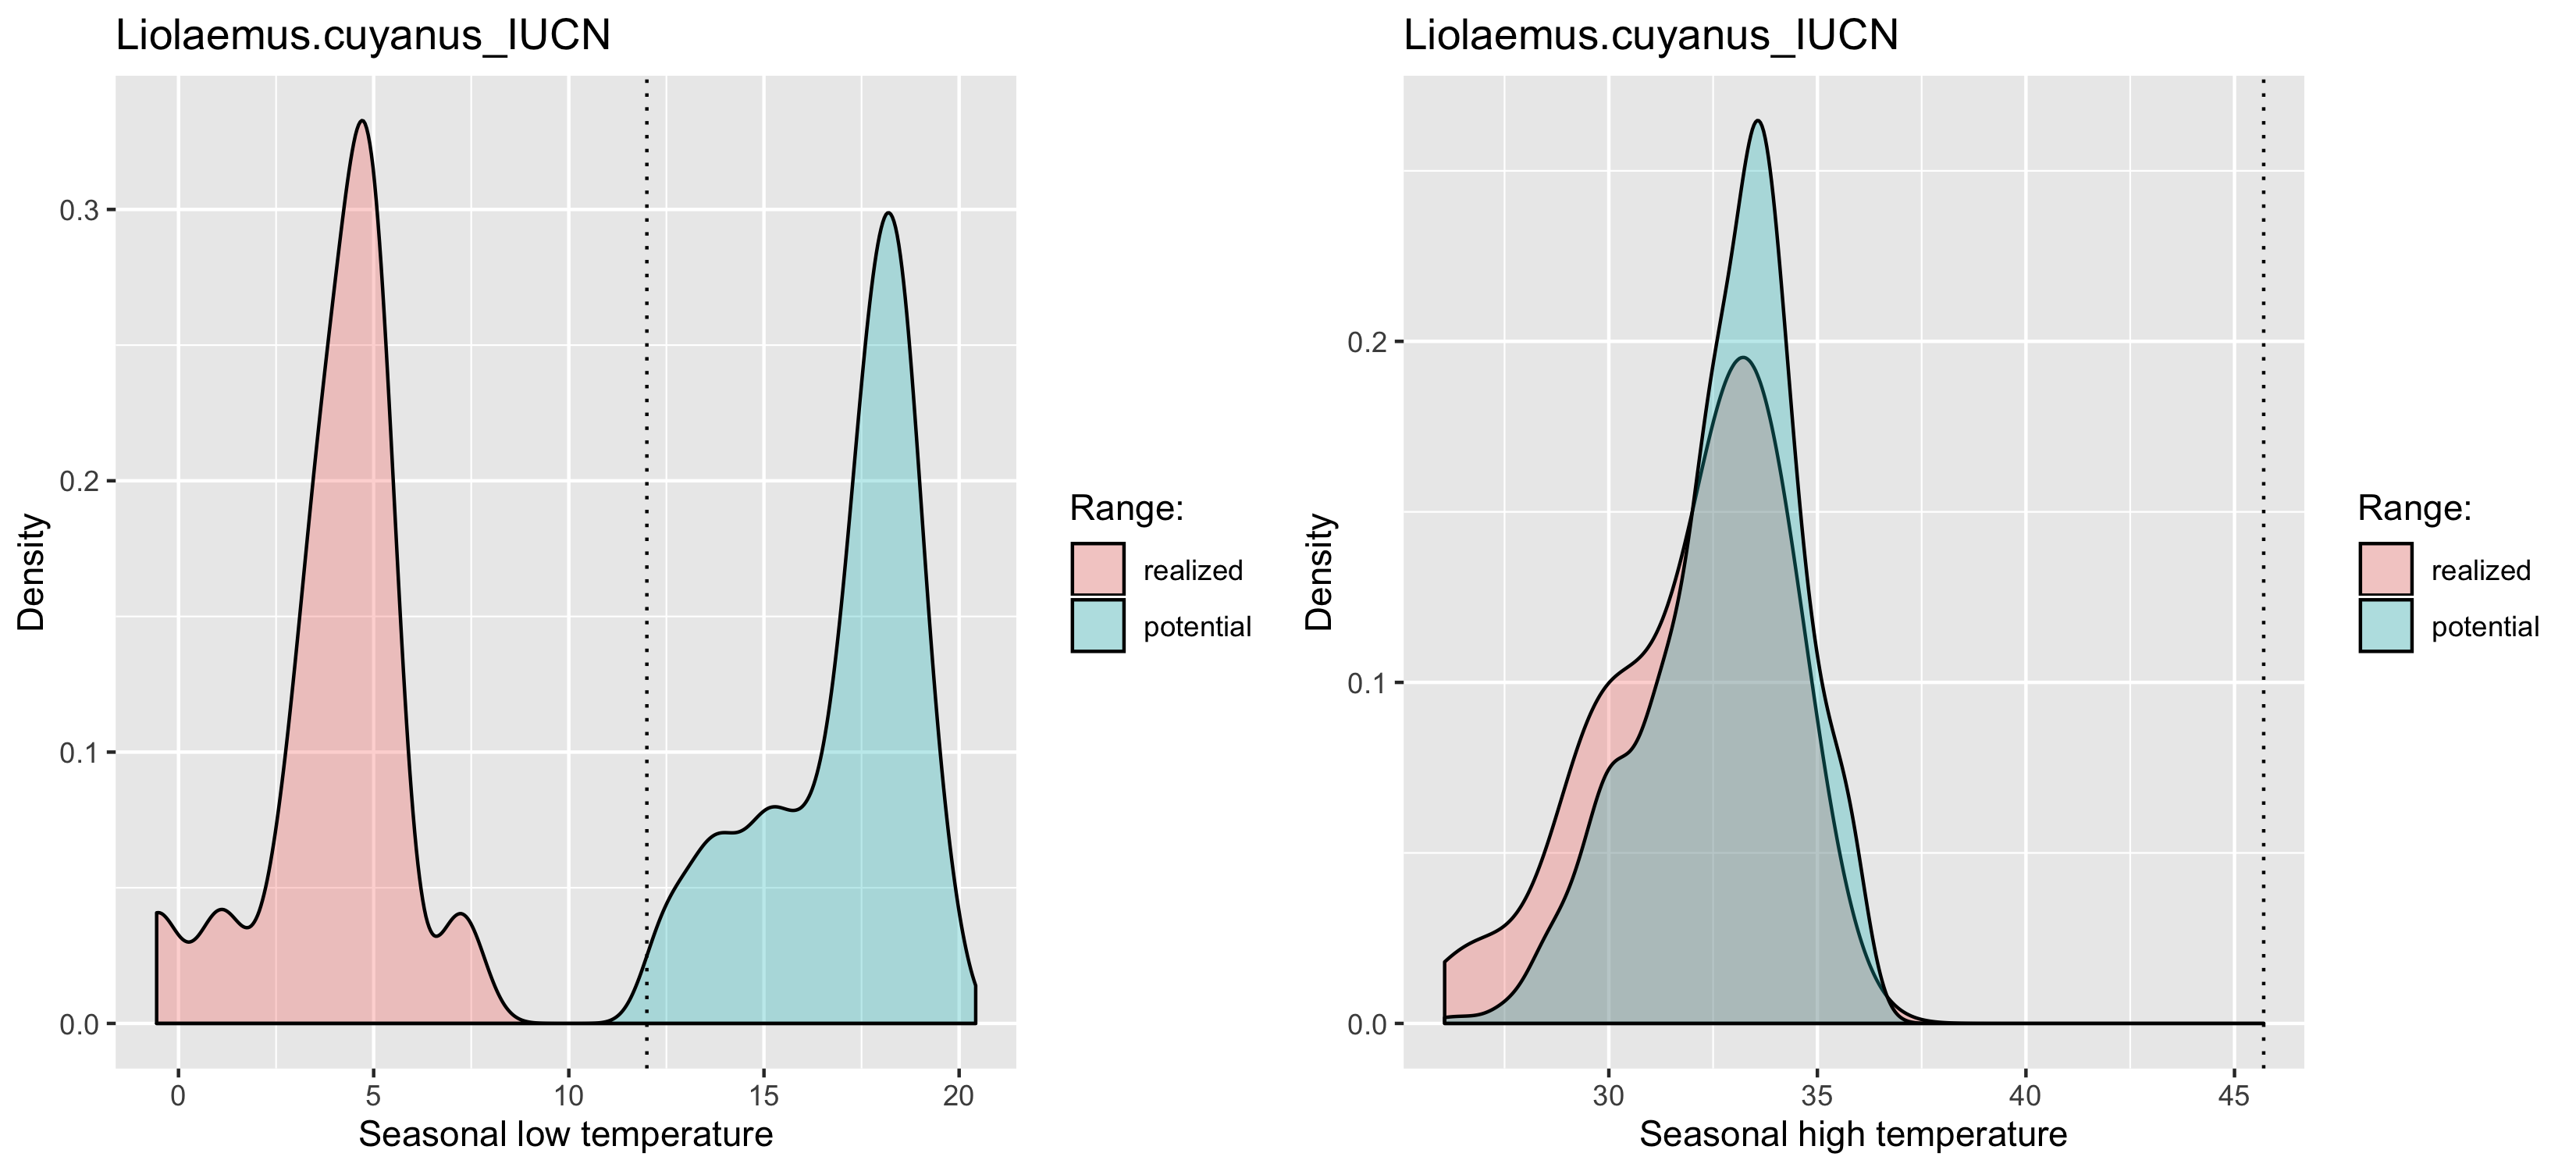 Liolaemus.cuyanus_IUCN
Density
0.3
0.2
0.1
0.0
0
5
10
15
20
Seasonal low temperature
Range:
realized
potential
Liolaemus.cuyanus_IUCN
Density
0.2
0.1
0.0
30
35
40
45
Seasonal high temperature
Range:
realized
potential